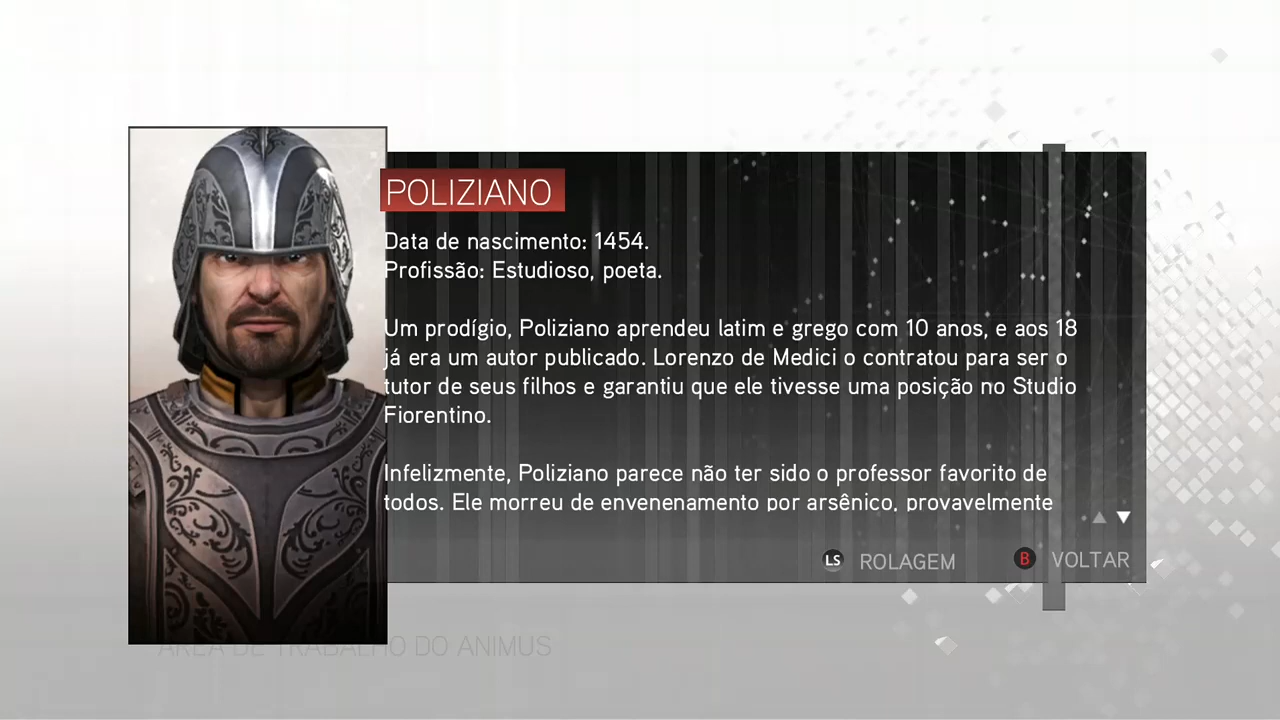 POLIZIANO
Data de nascimento: 1454.
Profissão: Estudioso, poeta.
Um prodígio, Poliziano aprendeu latim e grego com 10 anos, e aos 18
já era um autor publicado. Lorenzo de Medici o contratou para ser o
tutor de seus filhos e garantiu que ele tivesse uma posição no Studio
Fiorentino.
Infelizmente, Poliziano parece não ter sido o professor favorito de
todos. Ele morreu de envenenamento por arsênico, provavelmente
LS ROLAGEM B VOLTAR
ÁREA DE TRABALHO DO ANIMUS